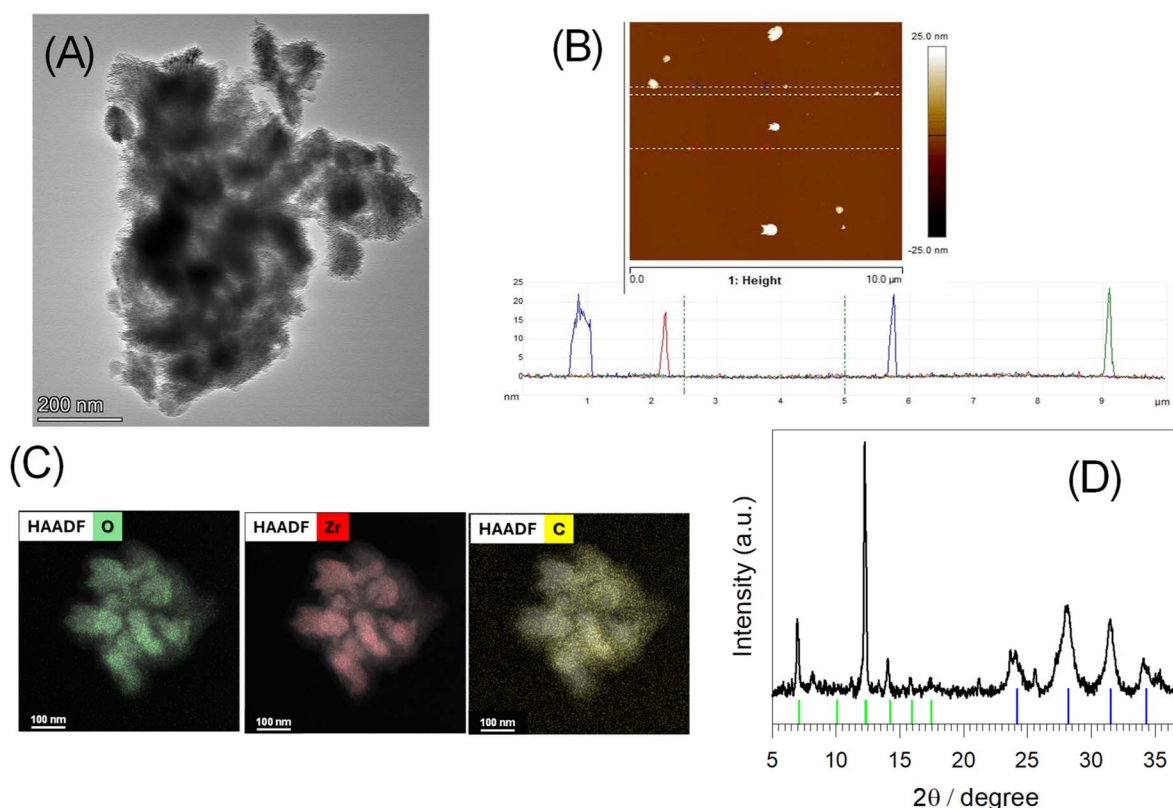 (A)
200 nm
(B)
25.0 nm
-25.0 nm
0.0
1: Height
10.0 µm
25
20
15
10
5
0
nm
1
2
3
4
5
6
7
8
9
µm
(C)
HAADF O
100 nm
HAADF Zr
100 nm
HAADF C
100 nm
(D)
Intensity (a.u.)
5 10 15 20 25 30 35
2θ / degree